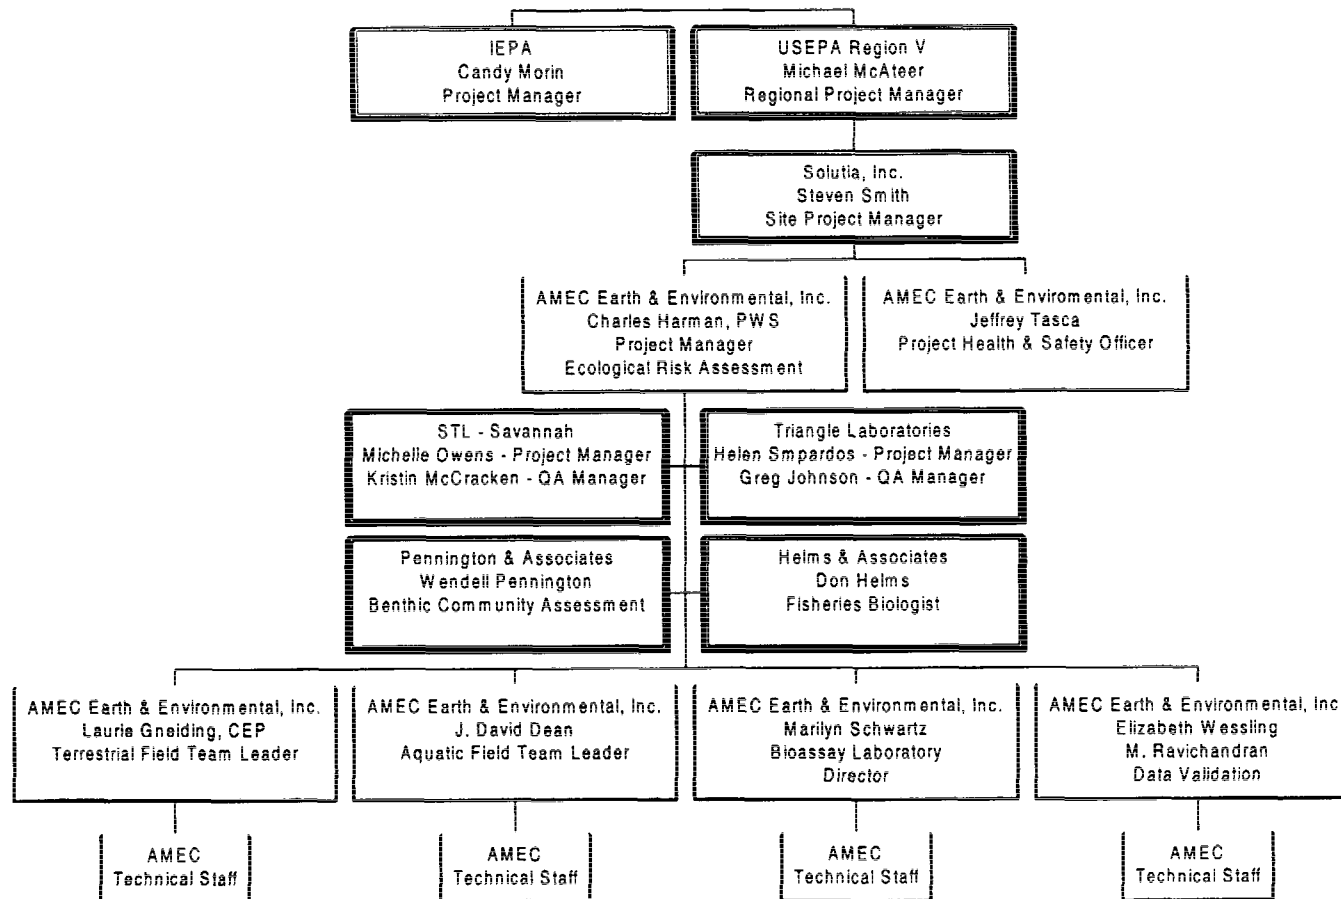 IEPA
Candy Morin
Project Manager
USEPA Region V
Michael McAteer
Regional Project Manager
Solutia, Inc.
Steven Smith
Site Project Manager
AMEC Earth & Environmental, Inc.
Charles Harman, PWS
Project Manager
Ecological Risk Assessment
AMEC Earth & Enviromental, Inc.
Jeffrey Tasca
Project Health & Safety Officer
STL - Savannah
Michelle Owens - Project Manager
Kristin McCracken - QA Manager
Triangle Laboratories
Helen Smpardos - Project Manager
Greg Johnson - QA Manager
Pennington & Associates
Wendell Pennington
Benthic Community Assessment
Helms & Associates
Don Helms
Fisheries Biologist
AMEC Earth & Environmental, Inc.
Laurie Gneiding, CEP
Terrestrial Field Team Leader
AMEC Earth & Environmental, Inc.
J. David Dean
Aquatic Field Team Leader
AMEC Earth & Environmental, Inc.
Marilyn Schwartz
Bioassay Laboratory
Director
AMEC Earth & Environmental, Inc
Elizabeth Wessling
M. Ravichandran
Data Validation
AMEC
Technical Staff
AMEC
Technical Staff
AMEC
Technical Staff
AMEC
Technical Staff